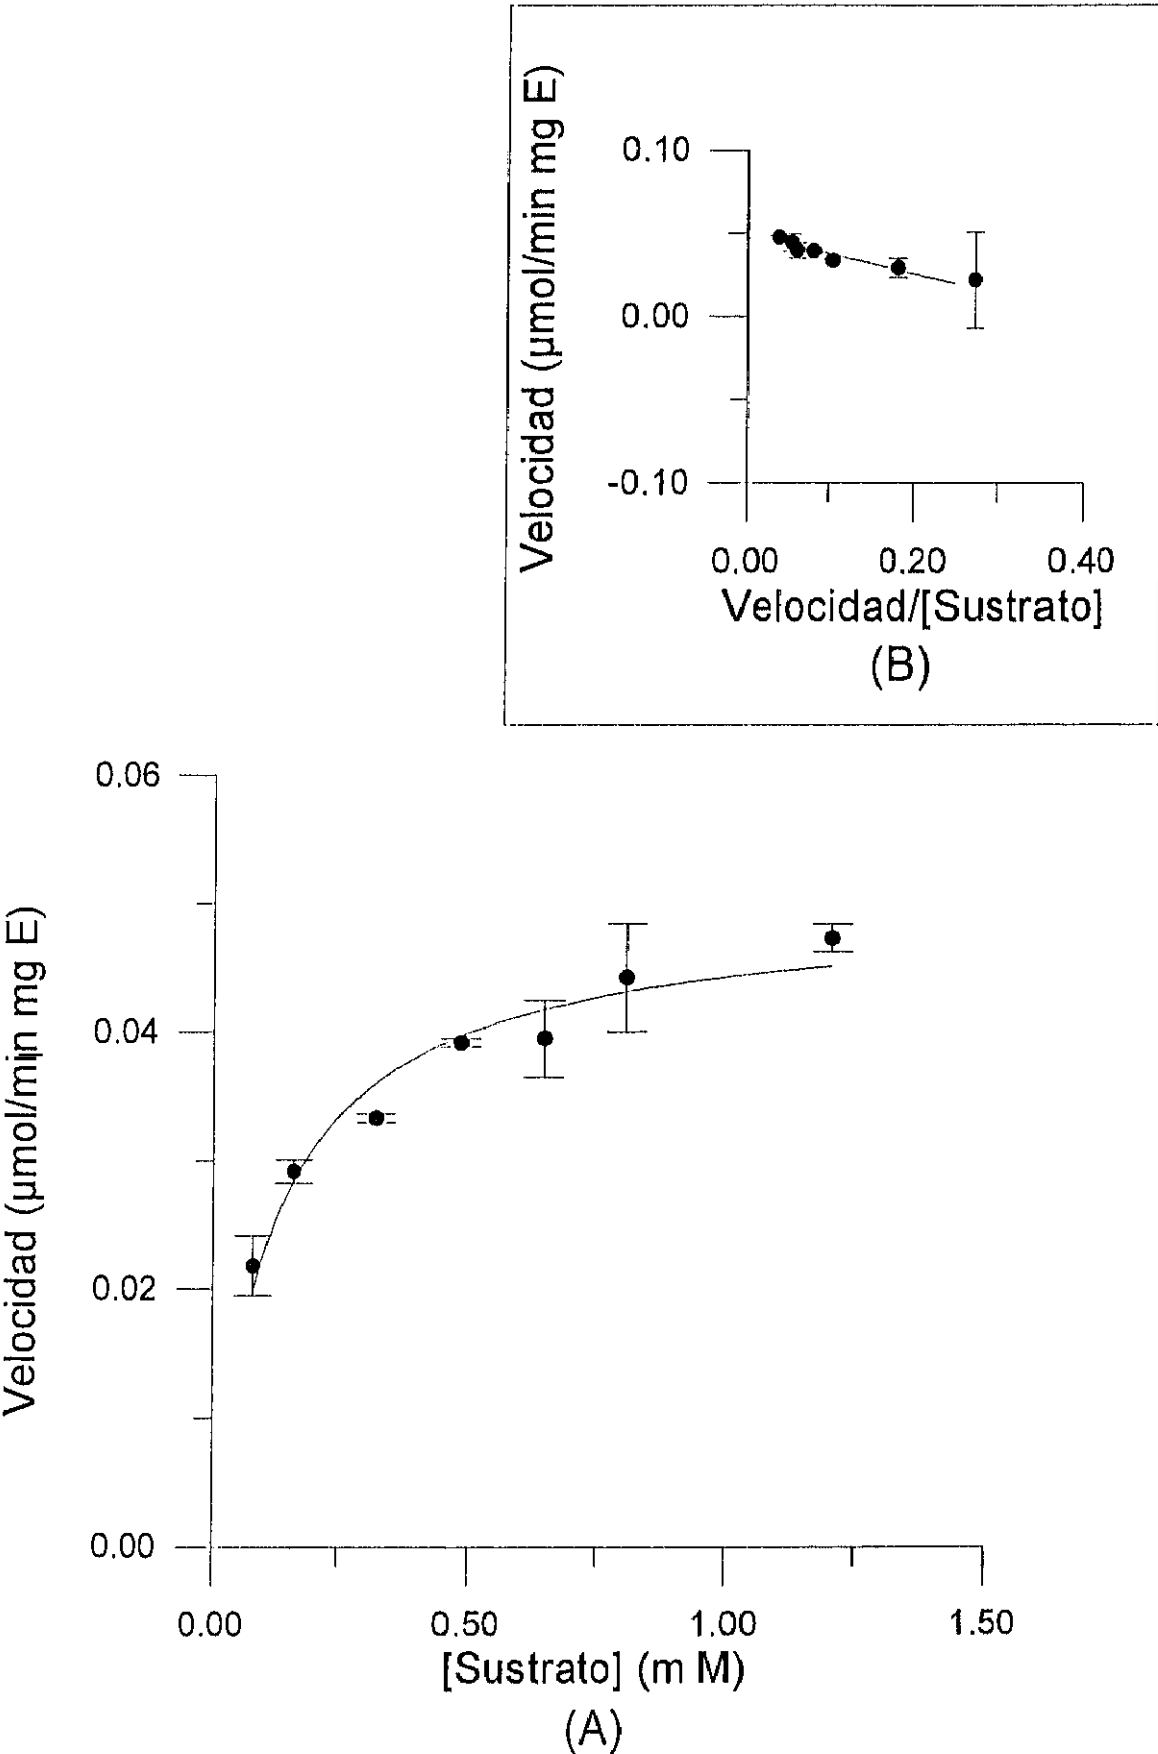 Velocidad (µmol/min mg E)
0.10
0.00
-0.10
0.00 0.20 0.40
Velocidad/[Sustrato]
(B)
Velocidad (µmol/min mg E)
0.06
0.04
0.02
0.00
0.00 0.50 1.00 1.50
[Sustrato] (m M)
(A)